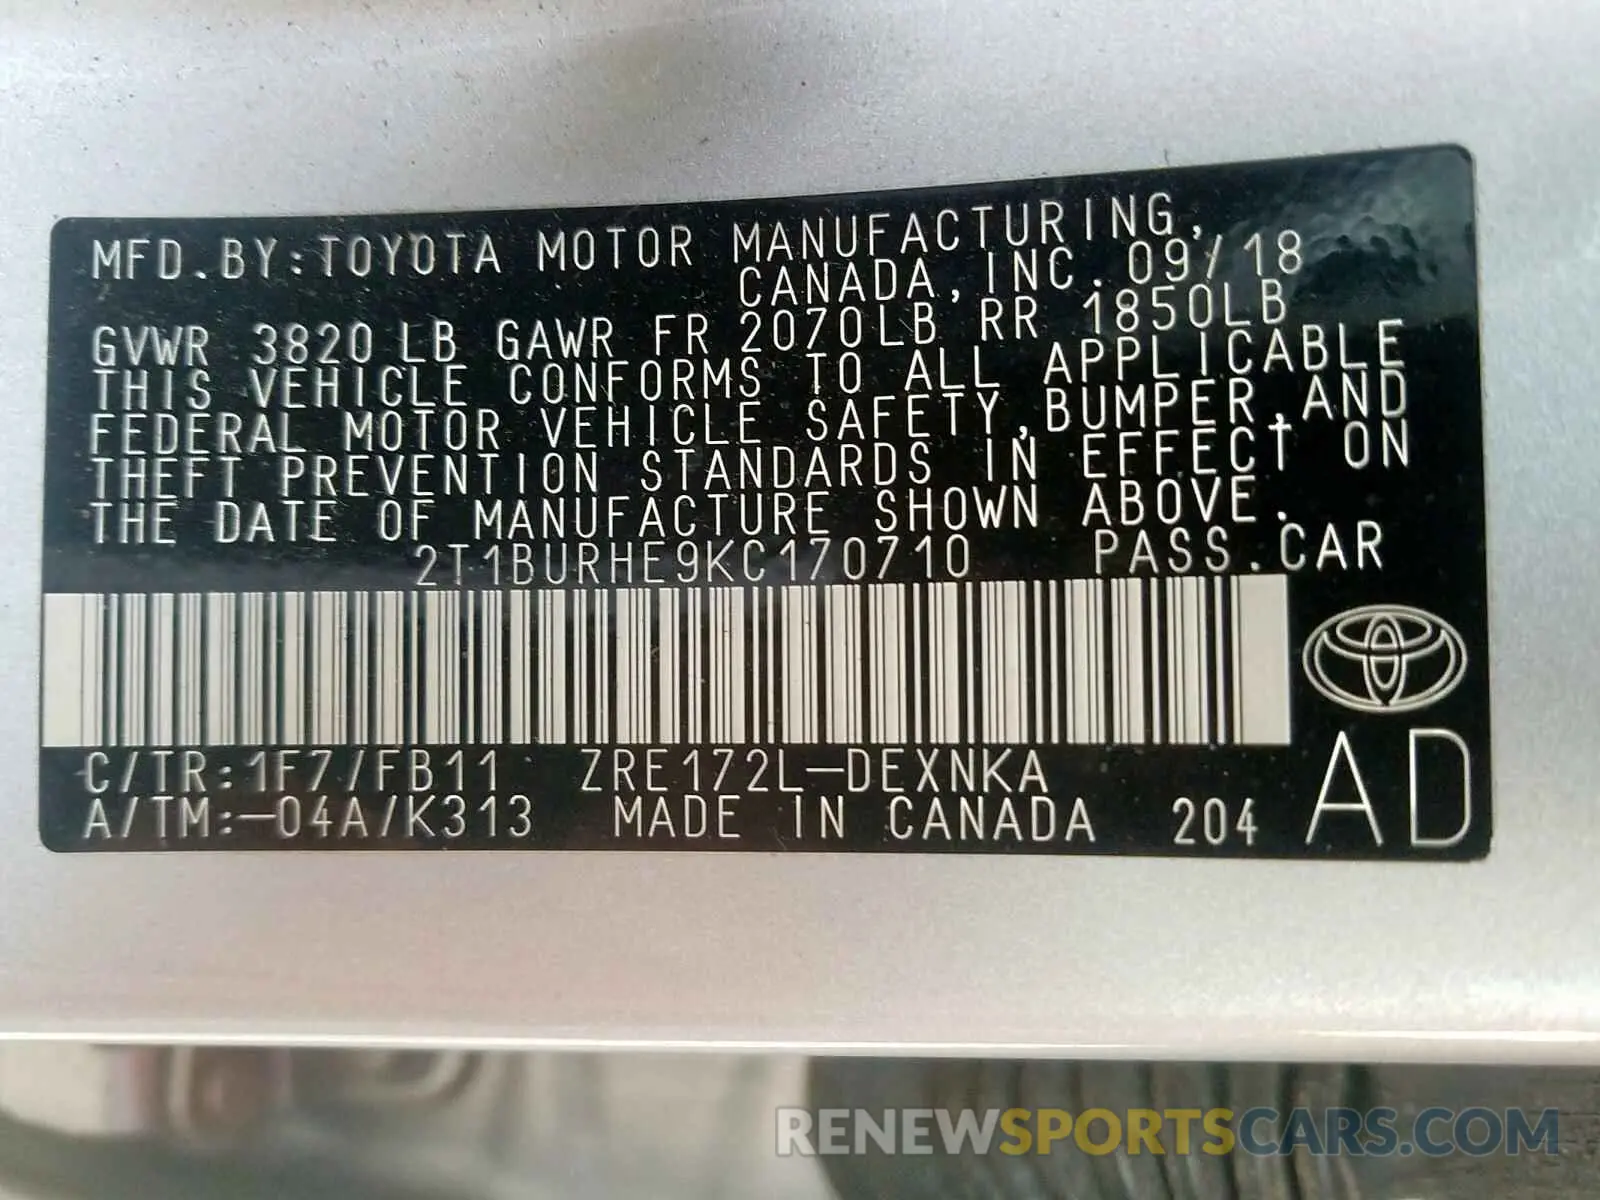 MFD.BY:TOYOTA MOTOR MANUFACTURING,
CANADA,INC. 09/18
GVWR 3820 LB GAWR FR 2070LB RR 1850LB
THIS VEHICLE CONFORMS TO ALL APPLICABLE
FEDERAL MOTOR VEHICLE SAFETY,BUMPER,AND
THEFT PREVENTION STANDARDS IN EFFECT ON
THE DATE OF MANUFACTURE SHOWN ABOVE.
2T1BURHE9KC170710 PASS.CAR
C/TR:1F7/FB11 ZRE172L-DEXNKA
A/TM:-04A/K313 MADE IN CANADA 204 AD
RENEWSPORTSCARS.COM